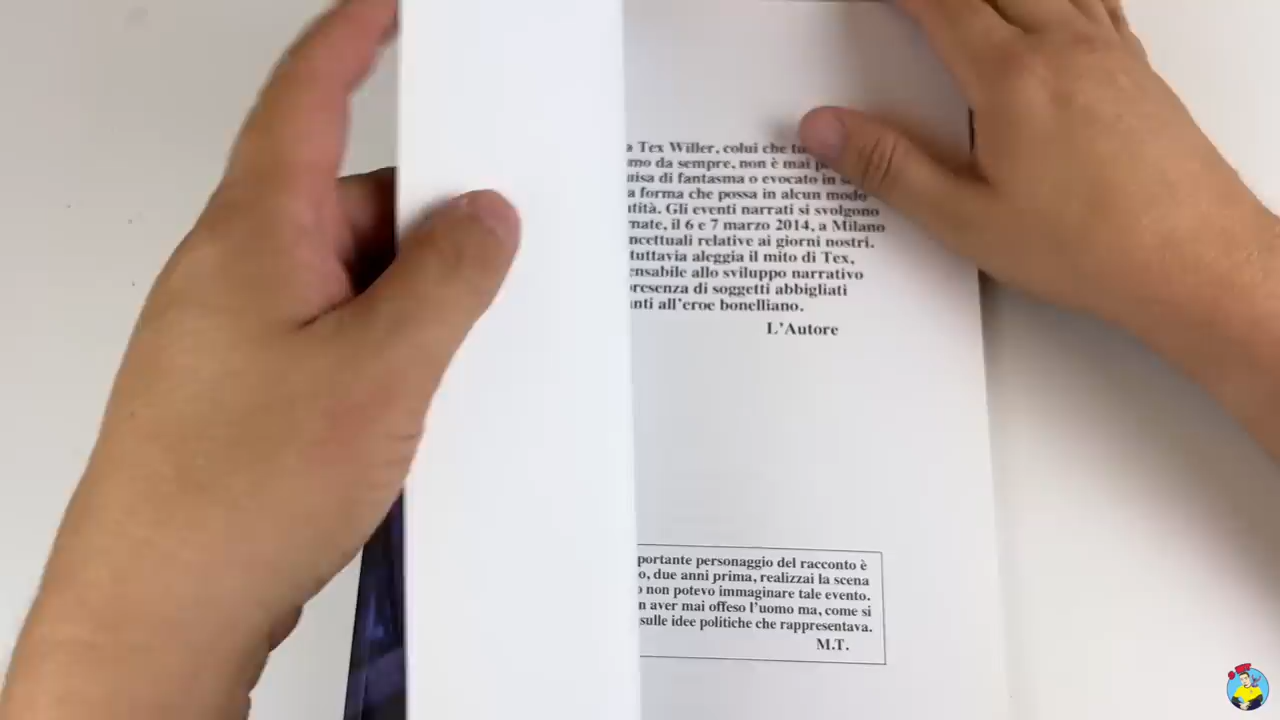 a Tex Willer, colui che
mo da sempre, non è mai
uisa di fantasma o evocato in
a forma che possa in alcun modo
ntità. Gli eventi narrati si svolgono
rnate, il 6 e 7 marzo 2014, a Milano
ncettuali relative ai giorni nostri.
tuttavia aleggia il mito di Tex,
ensabile allo sviluppo narrativo
presenza di soggetti abbigliati
nti all'eroe bonelliano.
L'Autore
portante personaggio del racconto è
o, due anni prima, realizzai la scena
o non potevo immaginare tale evento.
n aver mai offeso l'uomo ma, come si
sulle idee politiche che rappresentava.
M.T.